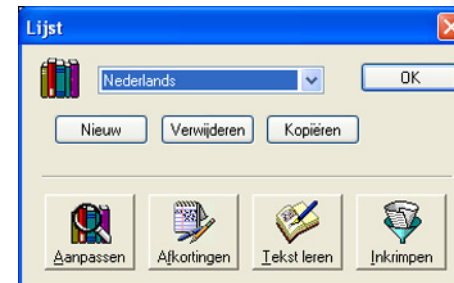 Lijst
Nederlands
OK
Nieuw Verwijderen Kopiëren
Aanpassen Afkortingen Tekst leren Inkrimpen